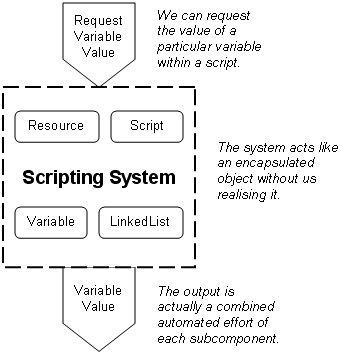 Request
Variable
Value
We can request
the value of a
particular variable
within a script.
Resource
Script
Scripting System
Variable
LinkedList
The system acts like
an encapsulated
object without us
realising it.
Variable
Value
The output is
actually a combined
automated effort of
each subcomponent.